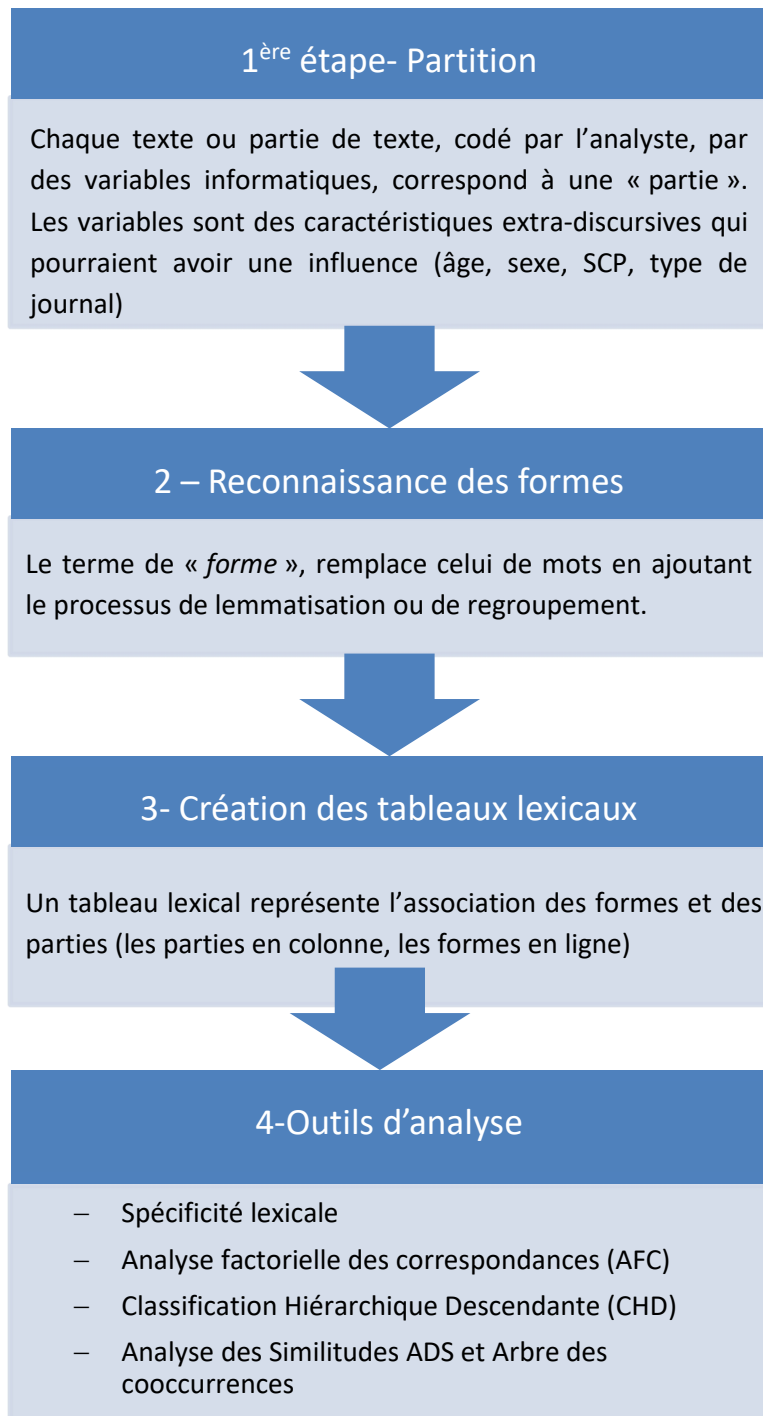 1ère étape- Partition
Chaque texte ou partie de texte, codé par l’analyste, par
des variables informatiques, correspond à une « partie ».
Les variables sont des caractéristiques extra-discursives qui
pourraient avoir une influence (âge, sexe, SCP, type de
journal)
2 – Reconnaissance des formes
Le terme de « forme », remplace celui de mots en ajoutant
le processus de lemmatisation ou de regroupement.
3- Création des tableaux lexicaux
Un tableau lexical représente l’association des formes et des
parties (les parties en colonne, les formes en ligne)
4-Outils d’analyse
– Spécificité lexicale
– Analyse factorielle des correspondances (AFC)
– Classification Hiérarchique Descendante (CHD)
– Analyse des Similitudes ADS et Arbre des
cooccurrences